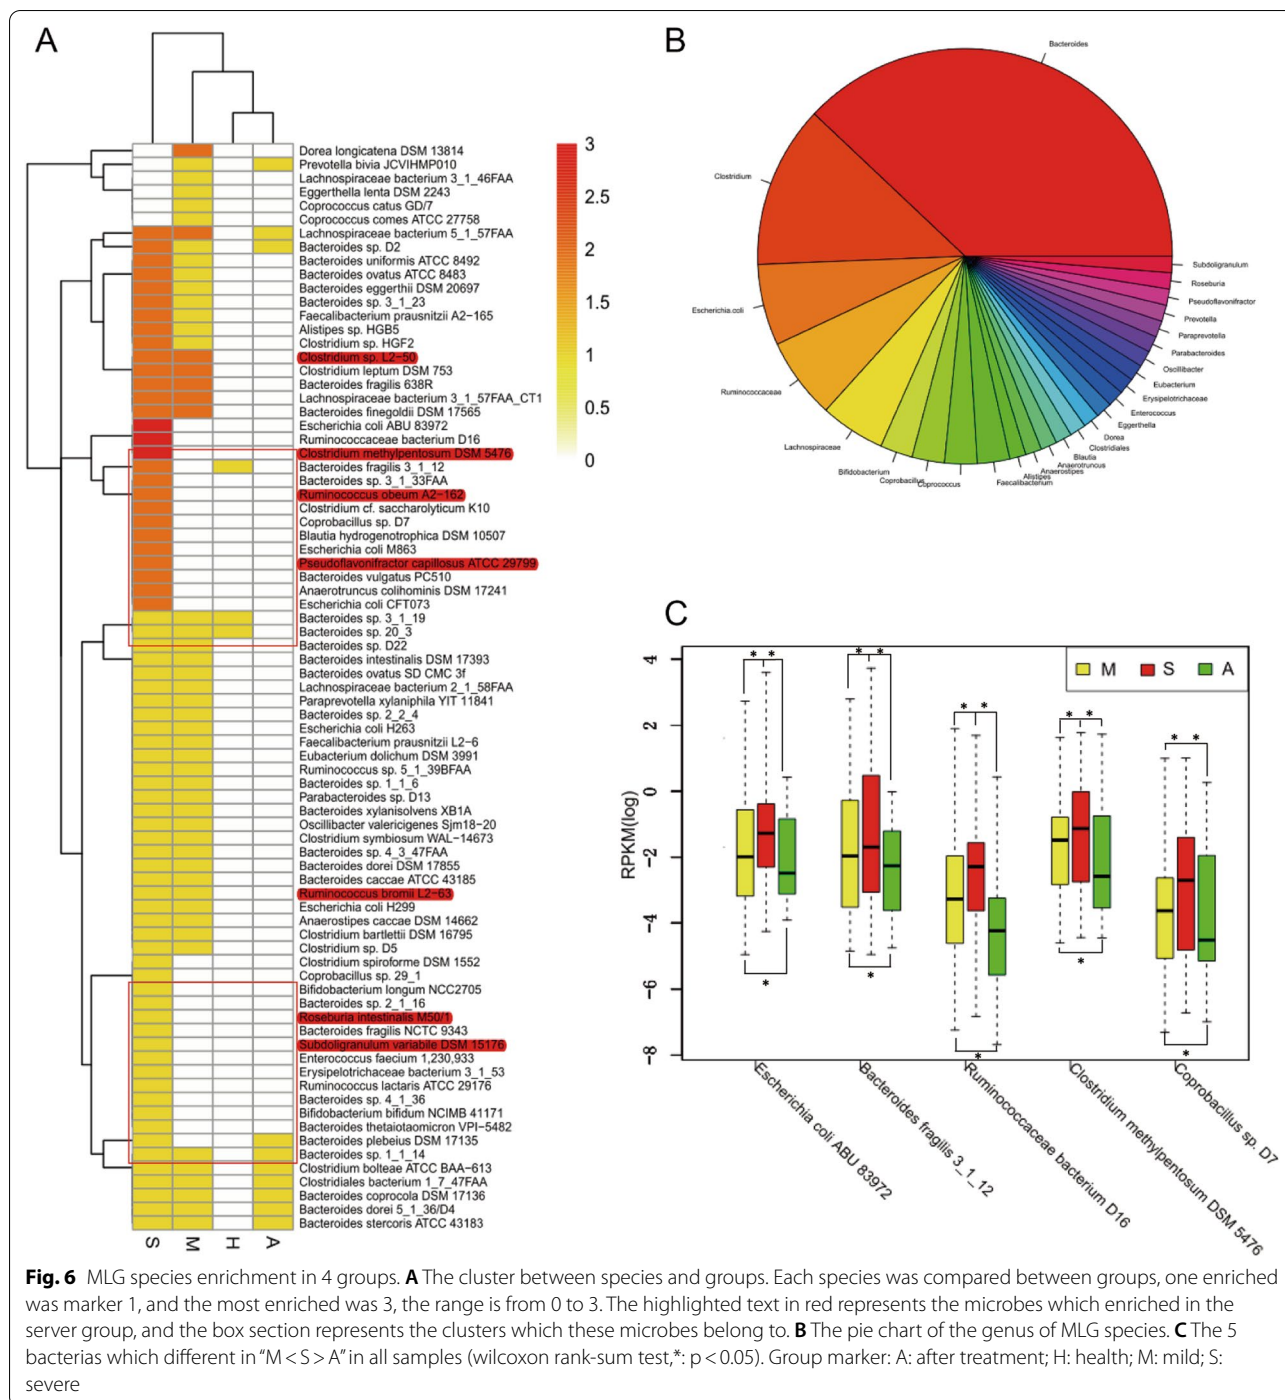 A
Dorea longicatena DSM 13814
Prevotella bivia JCVIHMP010
Lachnospiraceae bacterium 3_1_46FAA
Eggerthella lenta DSM 2243
Coprococcus catus GD/7
Coprococcus comes ATCC 27758
Lachnospiraceae bacterium 5_1_57FAA
Bacteroides sp. D2
Bacteroides uniformis ATCC 8492
Bacteroides ovatus ATCC 8483
Bacteroides eggerthii DSM 20697
Bacteroides sp. 3_1_23
Faecalibacterium prausnitzii A2−165
Alistipes sp. HGB5
Clostridium sp. HGF2
Clostridium sp. L2−50
Clostridium leptum DSM 753
Bacteroides fragilis 638R
Lachnospiraceae bacterium 3_1_57FAA_CT1
Bacteroides finegoldii DSM 17565
Escherichia coli ABU 83972
Ruminococcaceae bacterium D16
Clostridium methylpentosum DSM 5476
Bacteroides fragilis 3_1_12
Bacteroides sp. 3_1_33FAA
Ruminococcus obeum A2−162
Clostridium cf. saccharolyticum K10
Coprobacillus sp. D7
Blautia hydrogenotrophica DSM 10507
Escherichia coli M863
Pseudoflavonifractor capillosus ATCC 29799
Bacteroides vulgatus PC510
Anaerotruncus colihominis DSM 17241
Escherichia coli CFT073
Bacteroides sp. 3_1_19
Bacteroides sp. 20_3
Bacteroides sp. D22
Bacteroides intestinalis DSM 17393
Bacteroides ovatus SD CMC 3f
Lachnospiraceae bacterium 2_1_58FAA
Paraprevotella xylaniphila YIT 11841
Bacteroides sp. 2_2_4
Escherichia coli H263
Faecalibacterium prausnitzii L2−6
Eubacterium dolichum DSM 3991
Ruminococcus sp. 5_1_39BFAA
Bacteroides sp. 1_1_6
Parabacteroides sp. D13
Bacteroides xylanisolvens XB1A
Oscillibacter valericigenes Sjm18−20
Clostridium symbiosum WAL−14673
Bacteroides sp. 4_3_47FAA
Bacteroides dorei DSM 17855
Bacteroides caccae ATCC 43185
Ruminococcus bromii L2−63
Escherichia coli H299
Anaerostipes caccae DSM 14662
Clostridium bartlettii DSM 16795
Clostridium sp. D5
Clostridium spiroforme DSM 1552
Coprobacillus sp. 29_1
Bifidobacterium longum NCC2705
Bacteroides sp. 2_1_16
Roseburia intestinalis M50/1
Bacteroides fragilis NCTC 9343
Subdoligranulum variabile DSM 15176
Enterococcus faecium 1,230,933
Erysipelotrichaceae bacterium 3_1_53
Ruminococcus lactaris ATCC 29176
Bacteroides sp. 4_1_36
Bifidobacterium bifidum NCIMB 41171
Bacteroides thetaiotaomicron VPI−5482
Bacteroides plebeius DSM 17135
Bacteroides sp. 1_1_14
Clostridium bolteae ATCC BAA−613
Clostridiales bacterium 1_7_47FAA
Bacteroides coprocola DSM 17136
Bacteroides dorei 5_1_36/D4
Bacteroides stercoris ATCC 43183
S M H A
3
2.5
2
1.5
1
0.5
0
B
Bacteroides
Clostridium
Escherichia.coli
Ruminococcaceae
Lachnospiraceae
Bifidobacterium
Coprobacillus
Coprococcus
Faecalibacterium
Alistipes
Anaerostipes
Anaerotruncus
Blautia
Clostridiales
Dorea
Eggerthella
Enterococcus
Erysipelotrichaceae
Eubacterium
Oscillibacter
Parabacteroides
Paraprevotella
Prevotella
Pseudoflavonifractor
Roseburia
Subdoligranulum
C
M S A
RPKM(log)
4
2
0
−2
−4
−6
−8
* * * * * * * * * *
* * * * *
Escherichia coli ABU 83972
Bacteroides fragilis 3_1_12
Ruminococcaceae bacterium D16
Clostridium methylpentosum DSM 5476
Coprobacillus sp. D7
Fig. 6 MLG species enrichment in 4 groups. A The cluster between species and groups. Each species was compared between groups, one enriched
was marker 1, and the most enriched was 3, the range is from 0 to 3. The highlighted text in red represents the microbes which enriched in the
server group, and the box section represents the clusters which these microbes belong to. B The pie chart of the genus of MLG species. C The 5
bacterias which different in “M < S > A” in all samples (wilcoxon rank-sum test,*: p < 0.05). Group marker: A: after treatment; H: health; M: mild; S:
severe